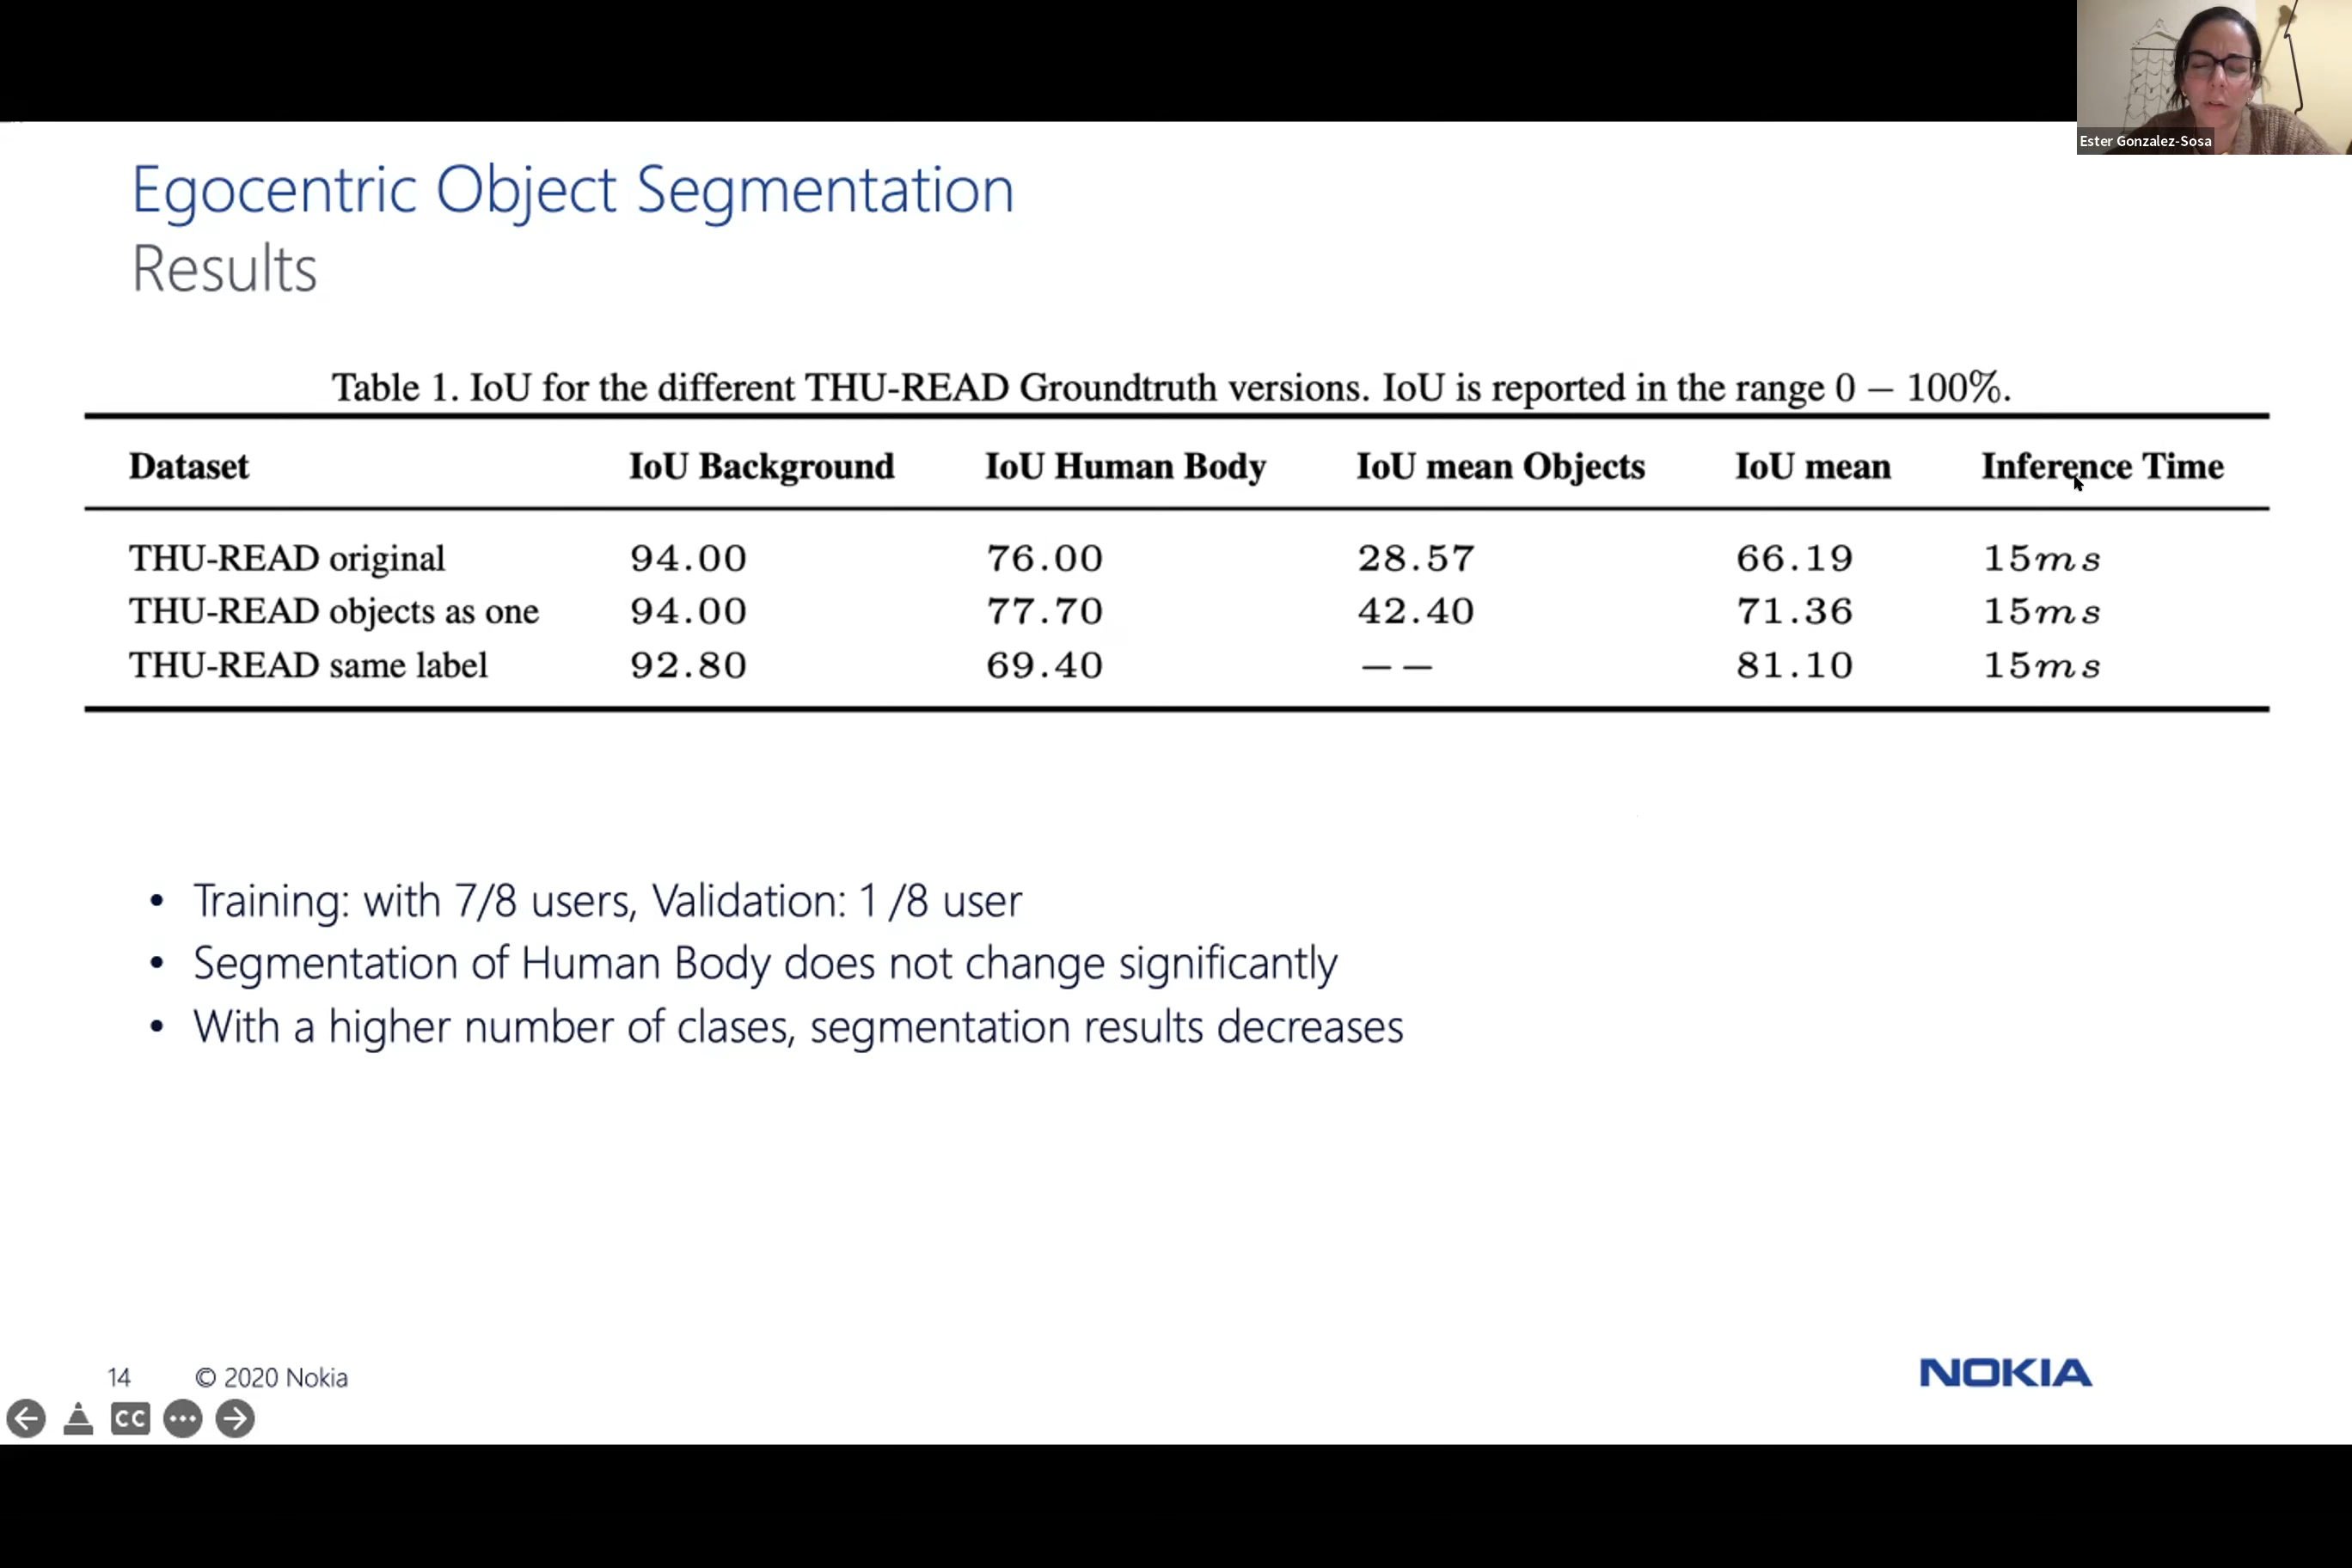 Ester Gonzalez-Sosa
Egocentric Object Segmentation
Results
Table 1. IoU for the different THU-READ Groundtruth versions. IoU is reported in the range 0 – 100%.
Dataset IoU Background IoU Human Body IoU mean Objects IoU mean Inference Time
THU-READ original 94.00 76.00 28.57 66.19 15ms
THU-READ objects as one 94.00 77.70 42.40 71.36 15ms
THU-READ same label 92.80 69.40 −− 81.10 15ms
• Training: with 7/8 users, Validation: 1 /8 user
• Segmentation of Human Body does not change significantly
• With a higher number of clases, segmentation results decreases
14 © 2020 Nokia
NOKIA
CC